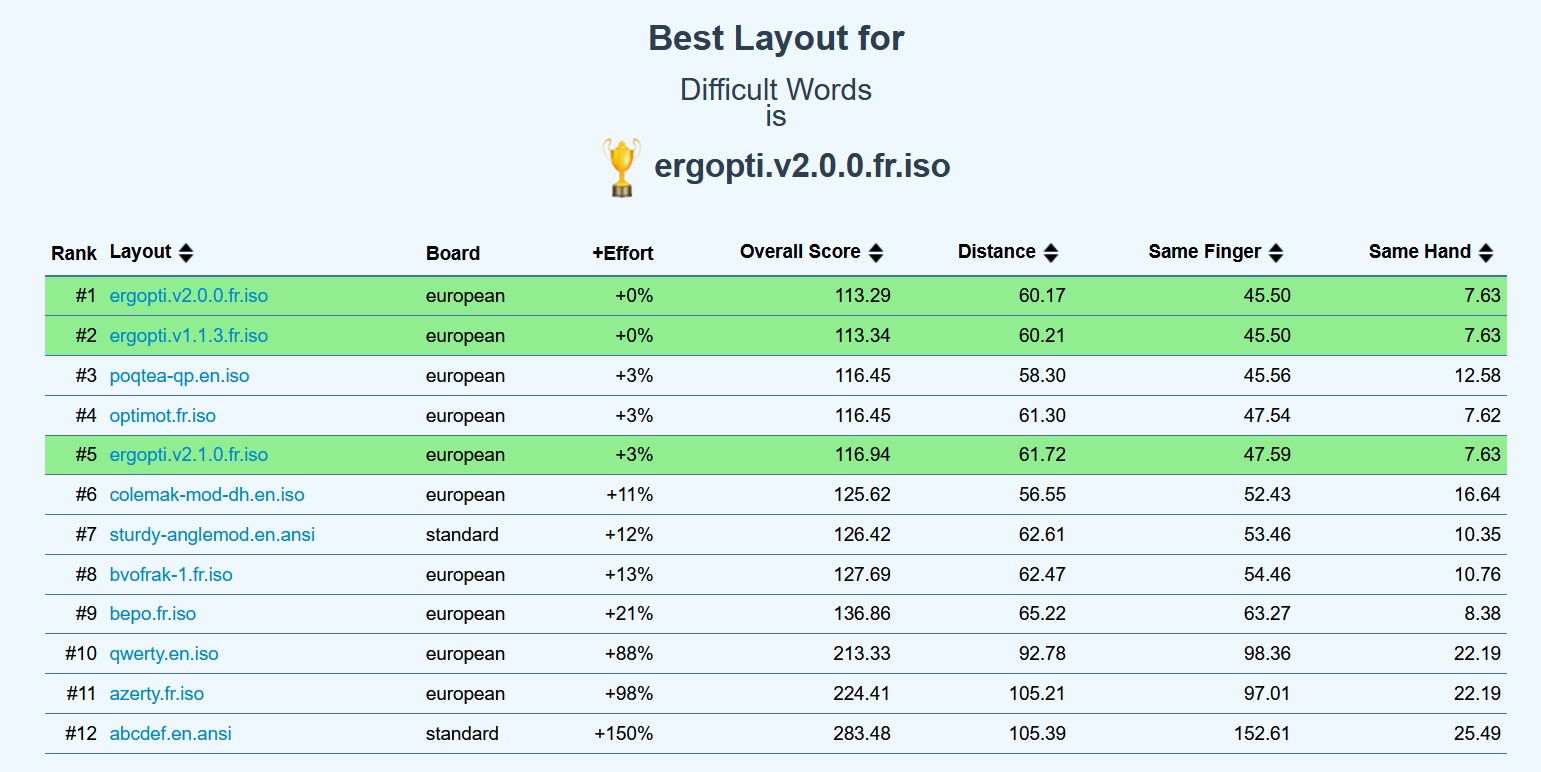 Best Layout for
Difficult Words
is
ergopti.v2.0.0.fr.iso
Rank Layout Board +Effort Overall Score Distance Same Finger Same Hand
#1 ergopti.v2.0.0.fr.iso european +0% 113.29 60.17 45.50 7.63
#2 ergopti.v1.1.3.fr.iso european +0% 113.34 60.21 45.50 7.63
#3 poqtea-qp.en.iso european +3% 116.45 58.30 45.56 12.58
#4 optimot.fr.iso european +3% 116.45 61.30 47.54 7.62
#5 ergopti.v2.1.0.fr.iso european +3% 116.94 61.72 47.59 7.63
#6 colemak-mod-dh.en.iso european +11% 125.62 56.55 52.43 16.64
#7 sturdy-anglemod.en.ansi standard +12% 126.42 62.61 53.46 10.35
#8 bvofrak-1.fr.iso european +13% 127.69 62.47 54.46 10.76
#9 bepo.fr.iso european +21% 136.86 65.22 63.27 8.38
#10 qwerty.en.iso european +88% 213.33 92.78 98.36 22.19
#11 azerty.fr.iso european +98% 224.41 105.21 97.01 22.19
#12 abcdef.en.ansi standard +150% 283.48 105.39 152.61 25.49